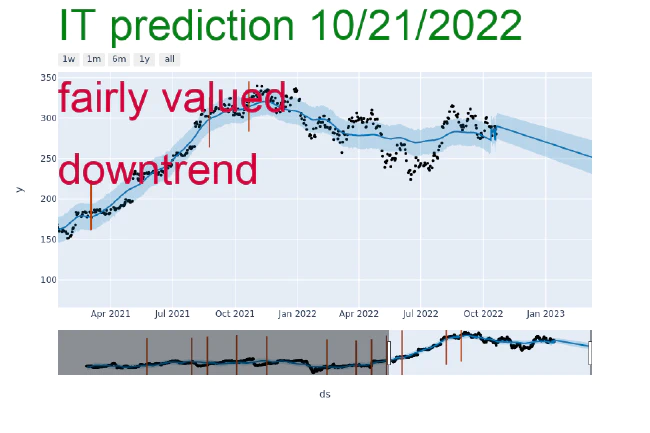 IT prediction 10/21/2022
1w 1m 6m 1y all
fairly valued
downtrend
350
300
250
200
150
100
y
Apr 2021 Jul 2021 Oct 2021 Jan 2022 Apr 2022 Jul 2022 Oct 2022 Jan 2023
ds